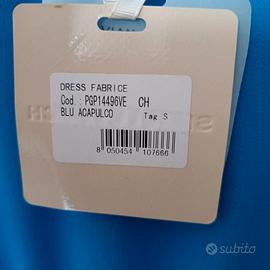 DRESS FABRICE
Cod.: PGP14496VE CH
BLU ACAPULCO Tag S
8 050454 107666
subito